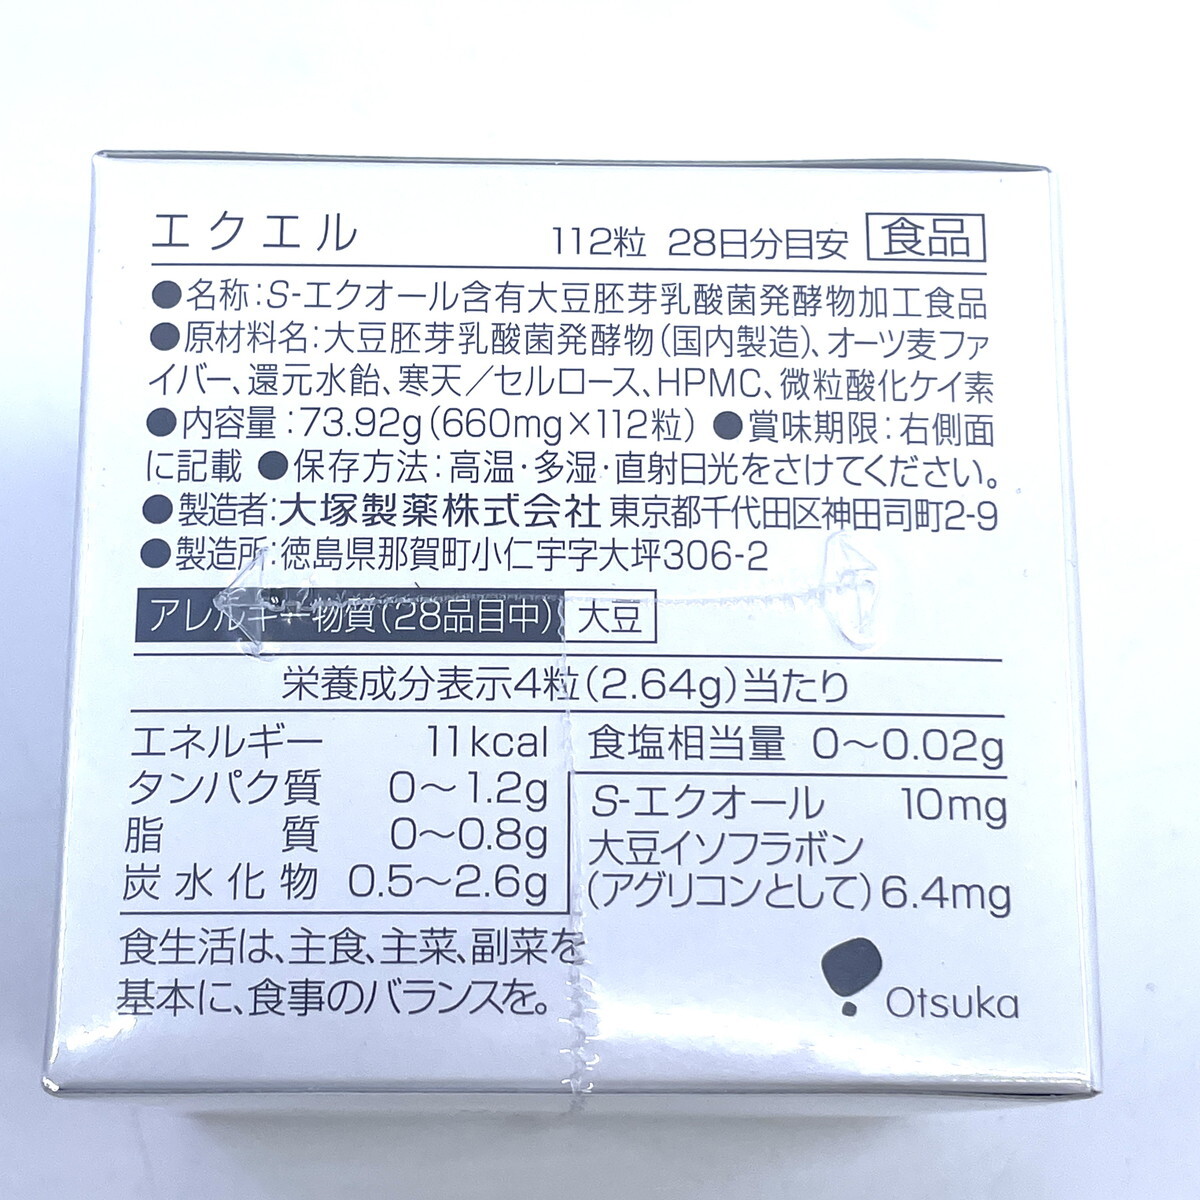 エクエル 112粒 28日分目安 食品
●名称:S-エクオール含有大豆胚芽乳酸菌発酵物加工食品
●原材料名:大豆胚芽乳酸菌発酵物(国内製造)、オーツ麦ファ
イバー、還元水飴、寒天/セルロース、HPMC、微粒酸化ケイ素
●内容量:73.92g(660mg×112粒) ●賞味期限:右側面
に記載 ●保存方法:高温・多湿・直射日光をさけてください。
●製造者:大塚製薬株式会社 東京都千代田区神田司町2-9
●製造所:徳島県那賀町小仁宇字大坪306-2
アレルギー物質(28品目中) 大豆
栄養成分表示4粒(2.64g)当たり
エネルギー 11kcal
タンパク質 0〜1.2g
脂質 0〜0.8g
炭水化物 0.5〜2.6g
食塩相当量 0〜0.02g
S-エクオール 10mg
大豆イソフラボン
(アグリコンとして) 6.4mg
食生活は、主食、主菜、副菜を
基本に、食事のバランスを。
Otsuka